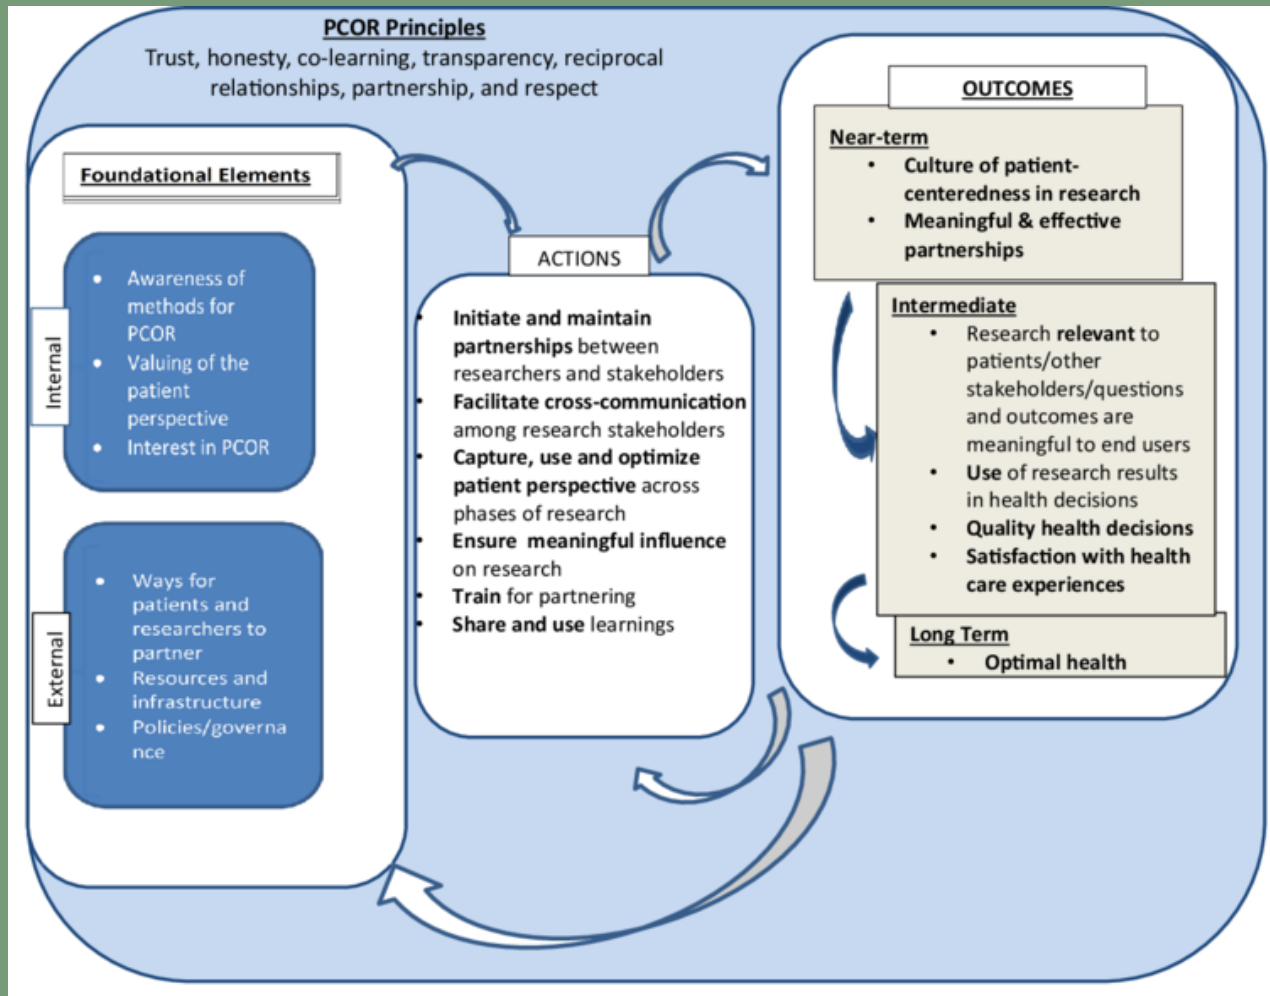 PCOR Principles
Trust, honesty, co-learning, transparency, reciprocal
relationships, partnership, and respect
Foundational Elements
Internal
• Awareness of
methods for
PCOR
• Valuing of the
patient
perspective
• Interest in PCOR
External
• Ways for
patients and
researchers to
partner
• Resources and
infrastructure
• Policies/governa
nce
ACTIONS
• Initiate and maintain
partnerships between
researchers and stakeholders
• Facilitate cross-communication
among research stakeholders
• Capture, use and optimize
patient perspective across
phases of research
• Ensure meaningful influence
on research
• Train for partnering
• Share and use learnings
OUTCOMES
Near-term
• Culture of patient-
centeredness in research
• Meaningful & effective
partnerships
Intermediate
• Research relevant to
patients/other
stakeholders/questions
and outcomes are
meaningful to end users
• Use of research results
in health decisions
• Quality health decisions
• Satisfaction with health
care experiences
Long Term
• Optimal health